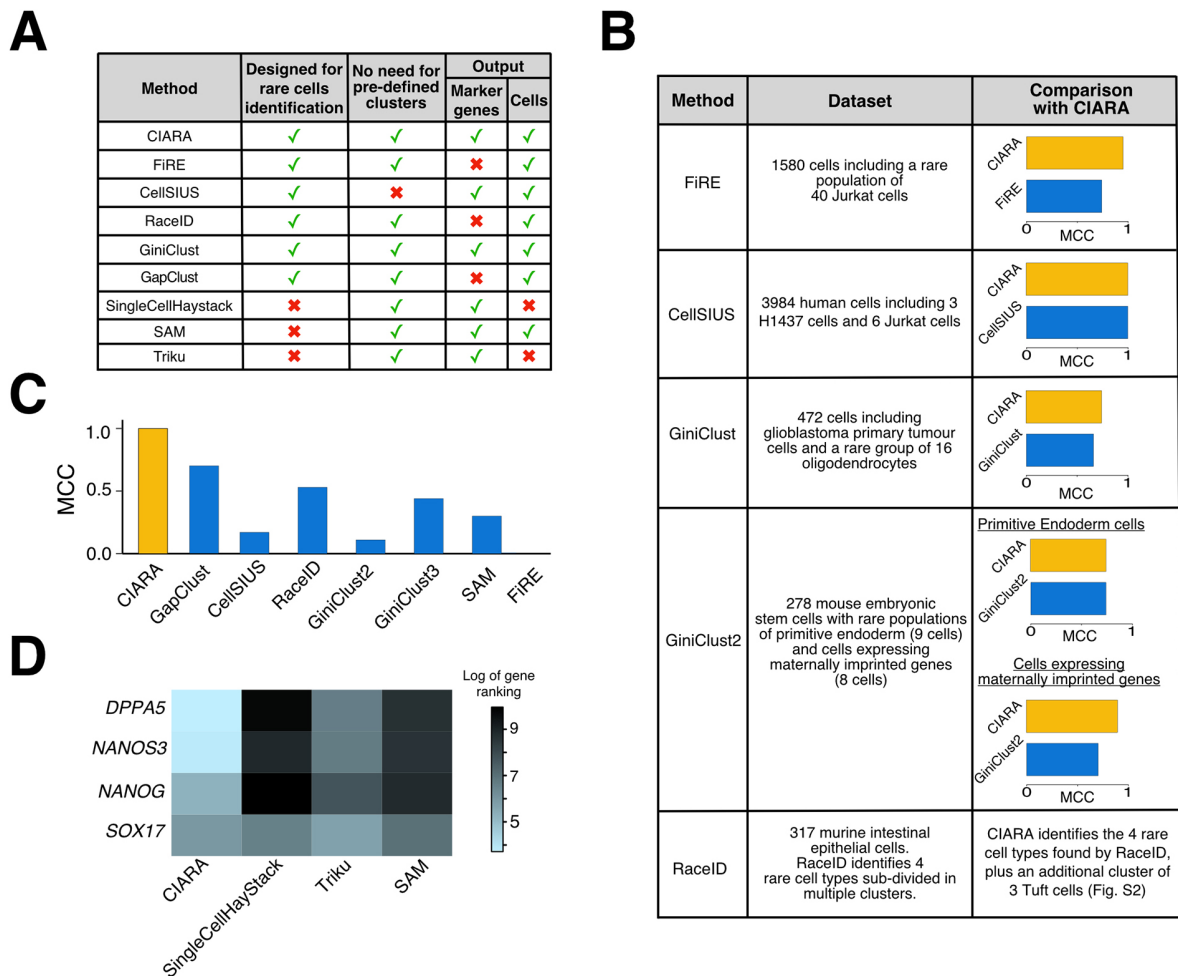 A
Method
Designed for
rare cells
identification
No need for
pre-defined
clusters
Output
Marker
genes
Cells
CIARA ✓ ✓ ✓ ✓
FiRE ✓ ✓ ✖ ✓
CellSIUS ✓ ✖ ✓ ✓
RaceID ✓ ✓ ✖ ✓
GiniClust ✓ ✓ ✓ ✓
GapClust ✓ ✓ ✖ ✓
SingleCellHaystack ✖ ✓ ✓ ✖
SAM ✖ ✓ ✓ ✓
Triku ✖ ✓ ✓ ✖
B
Method
Dataset
Comparison
with CIARA
FiRE
1580 cells including a rare
population of
40 Jurkat cells
CIARA
FiRE
0 1
MCC
CellSIUS
3984 human cells including 3
H1437 cells and 6 Jurkat cells
CIARA
CellSIUS
0 1
MCC
GiniClust
472 cells including
glioblastoma primary tumour
cells and a rare group of 16
oligodendrocytes
CIARA
GiniClust
0 1
MCC
GiniClust2
278 mouse embryonic
stem cells with rare populations
of primitive endoderm (9 cells)
and cells expressing
maternally imprinted genes
(8 cells)
Primitive Endoderm cells
CIARA
GiniClust2
0 1
MCC
Cells expressing
maternally imprinted genes
CIARA
GiniClust2
0 1
MCC
RaceID
317 murine intestinal
epithelial cells.
RaceID identifies 4
rare cell types sub-divided in
multiple clusters.
CIARA identifies the 4 rare
cell types found by RaceID,
plus an additional cluster of
3 Tuft cells (Fig. S2)
C
MCC
1.0
0.5
0.0
CIARA
GapClust
CellSIUS
RaceID
GiniClust2
GiniClust3
SAM
FiRE
D
DPPA5
NANOS3
NANOG
SOX17
CIARA
SingleCellHayStack
Triku
SAM
Log of gene
ranking
9
7
5